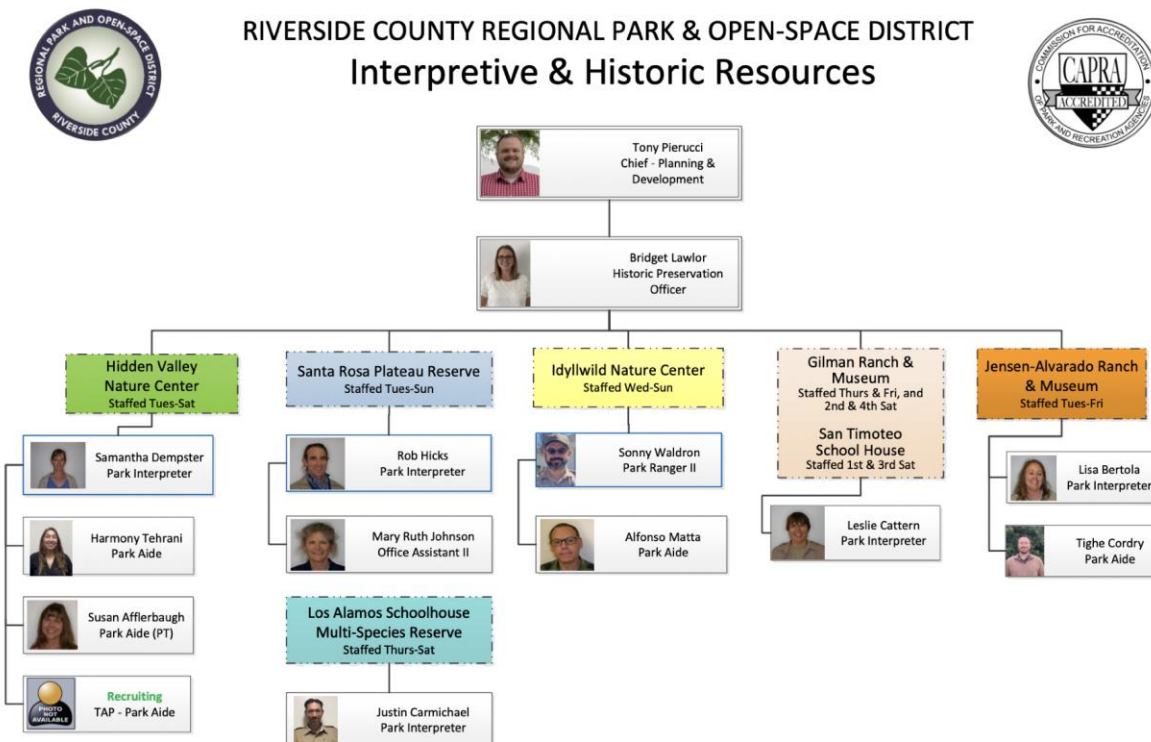 REGIONAL PARK AND OPEN-SPACE DISTRICT
RIVERSIDE COUNTY
RIVERSIDE COUNTY REGIONAL PARK & OPEN-SPACE DISTRICT
Interpretive & Historic Resources
COMMISSION FOR ACCREDITATION
OF PARK AND RECREATION AGENCIES
CAPRA
ACCREDITED
Tony Pierucci
Chief - Planning &
Development
Bridget Lawlor
Historic Preservation
Officer
Hidden Valley
Nature Center
Staffed Tues-Sat
Samantha Dempster
Park Interpreter
Harmony Tehrani
Park Aide
Susan Afflerbaugh
Park Aide (PT)
PHOTO
NOT
AVAILABLE
Recruiting
TAP - Park Aide
Santa Rosa Plateau Reserve
Staffed Tues-Sun
Rob Hicks
Park Interpreter
Mary Ruth Johnson
Office Assistant II
Los Alamos Schoolhouse
Multi-Species Reserve
Staffed Thurs-Sat
Justin Carmichael
Park Interpreter
Idyllwild Nature Center
Staffed Wed-Sun
Sonny Waldron
Park Ranger II
Alfonso Matta
Park Aide
Gilman Ranch &
Museum
Staffed Thurs & Fri, and
2nd & 4th Sat
San Timoteo
School House
Staffed 1st & 3rd Sat
Leslie Cattern
Park Interpreter
Jensen-Alvarado Ranch
& Museum
Staffed Tues-Fri
Lisa Bertola
Park Interpreter
Tighe Cordry
Park Aide